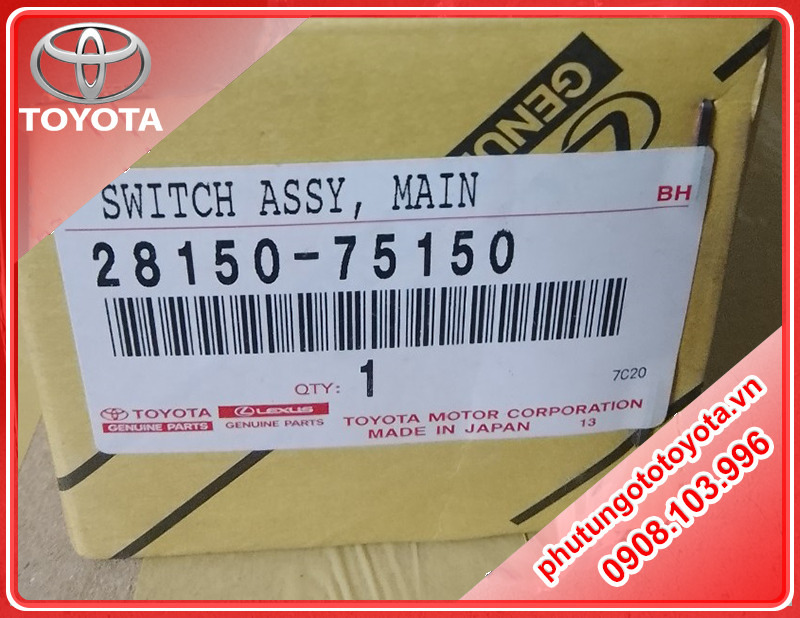 TOYOTA
GENUI
SWITCH ASSY, MAIN
BH
28150-75150
QTY: 1
7C20
TOYOTA
GENUINE PARTS
LEXUS
GENUINE PARTS
TOYOTA MOTOR CORPORATION
MADE IN JAPAN 13
phutungototoyota.vn
0908.103.996